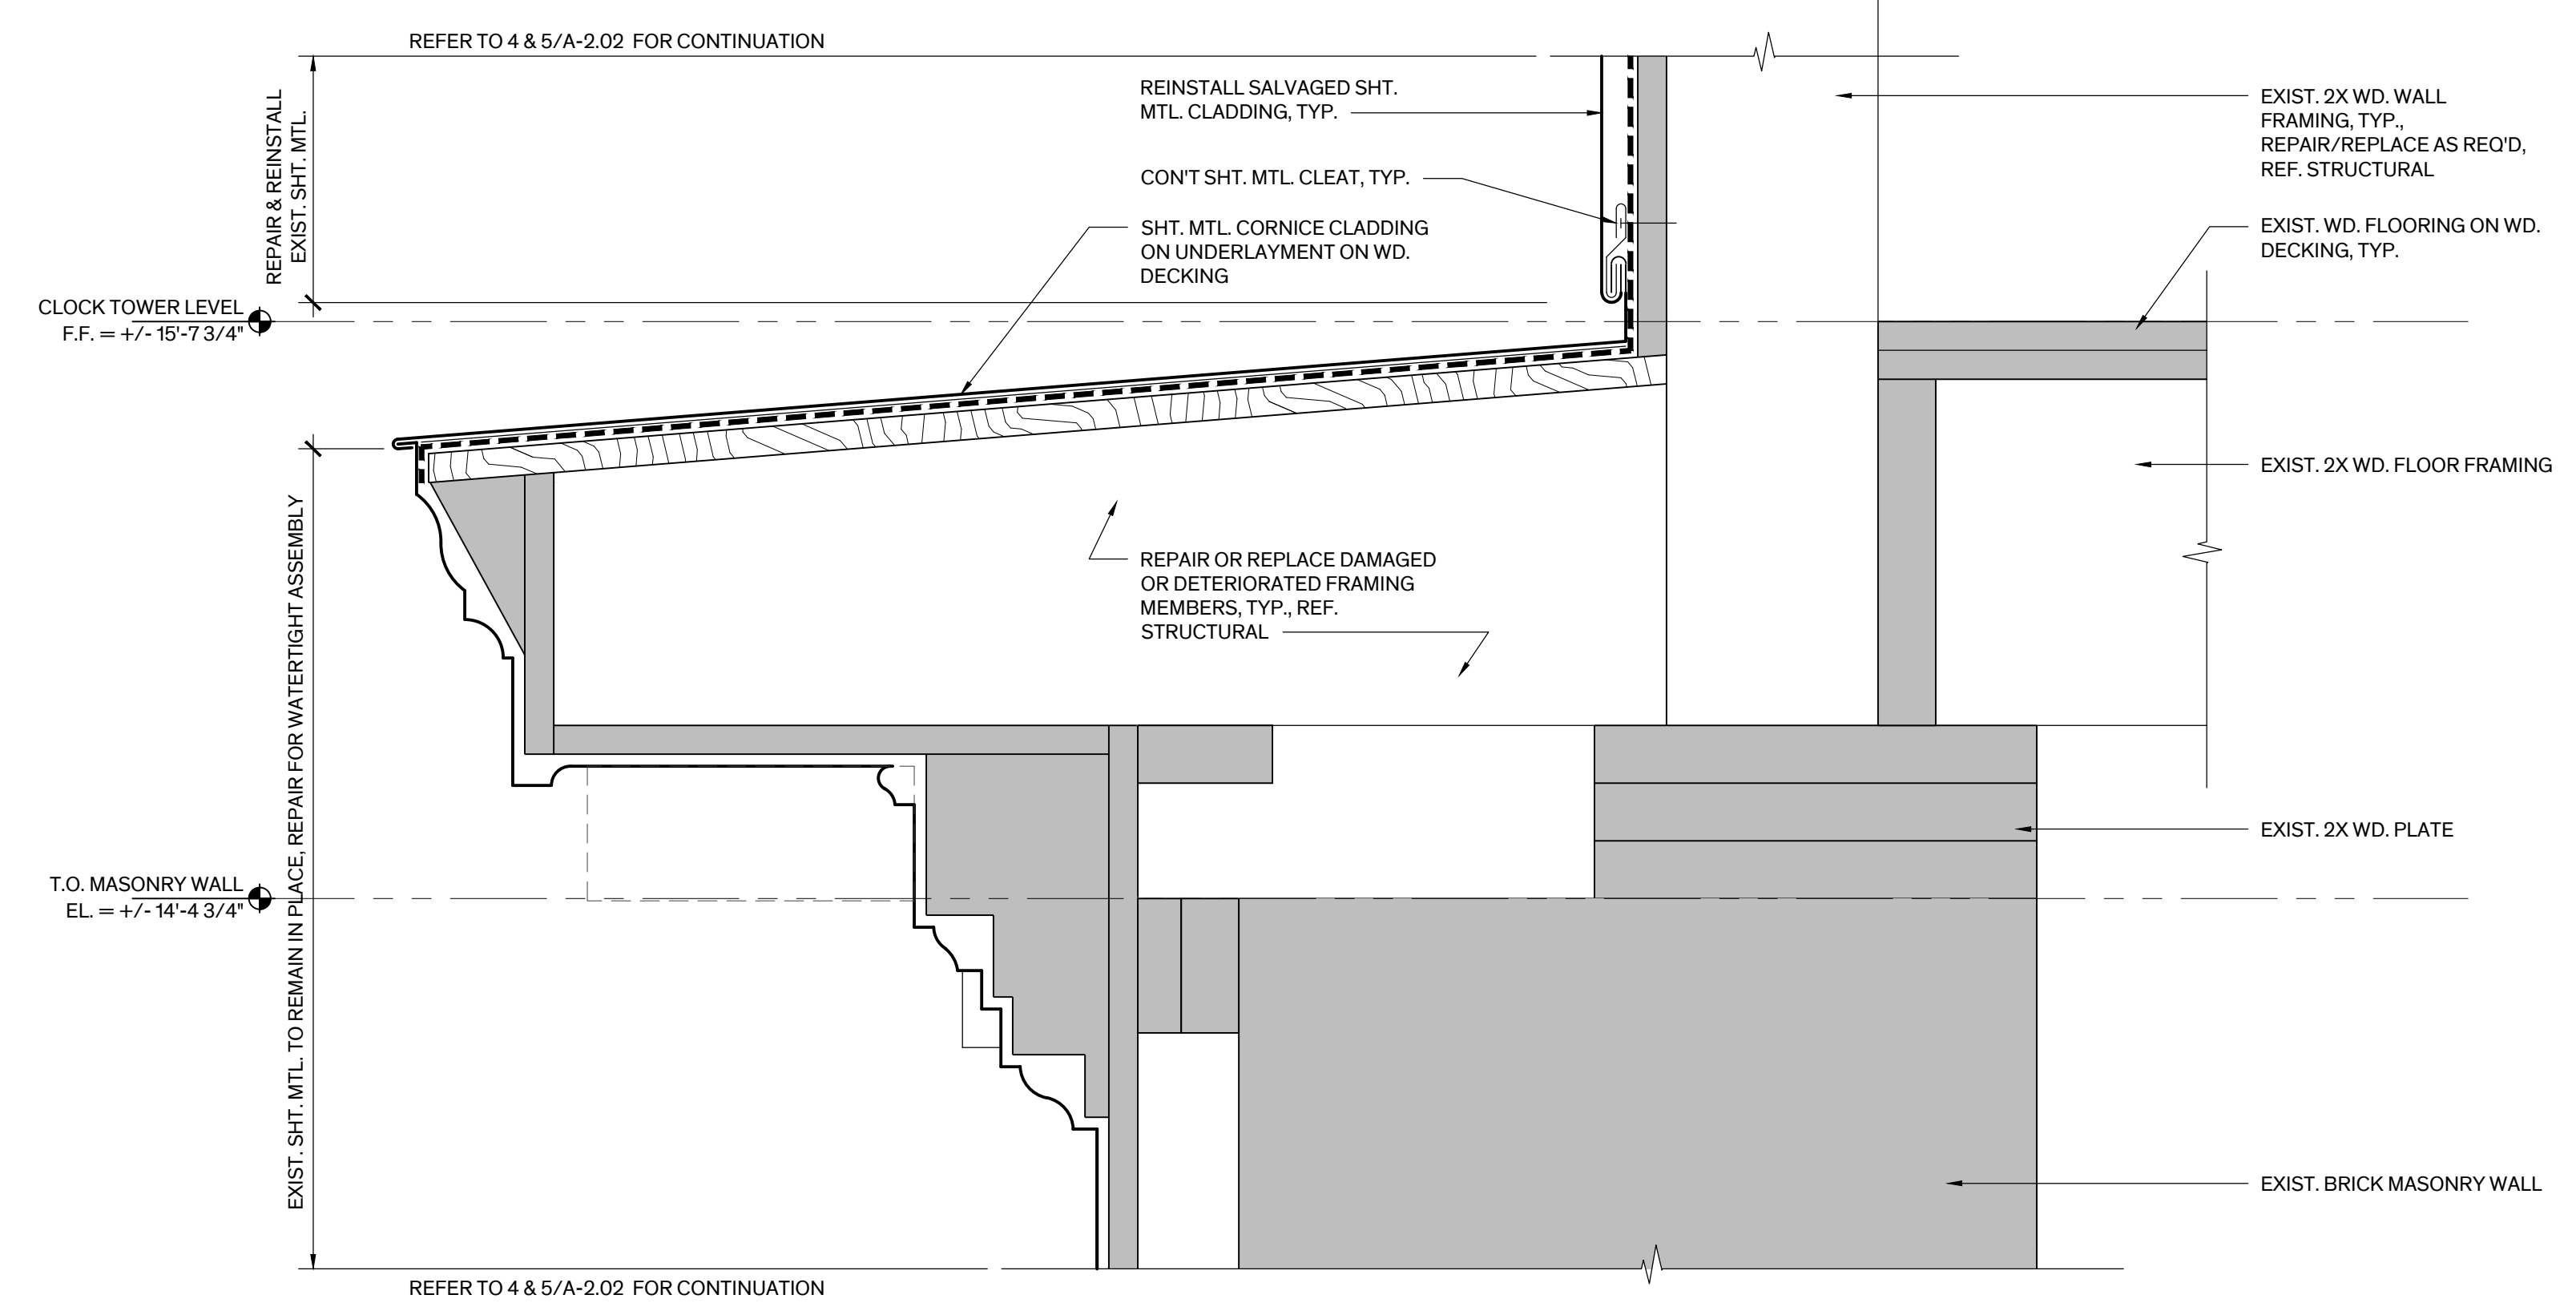 REFER TO 4 & 5/A-2.02 FOR CONTINUATION
REPAIR & REINSTALL
EXIST. SHT. MTL.
REINSTALL SALVAGED SHT.
MTL. CLADDING, TYP.
CON'T SHT. MTL. CLEAT, TYP.
SHT. MTL. CORNICE CLADDING
ON UNDERLAYMENT ON WD.
DECKING
EXIST. 2X WD. WALL
FRAMING, TYP.,
REPAIR/REPLACE AS REQ'D,
REF. STRUCTURAL
EXIST. WD. FLOORING ON WD.
DECKING, TYP.
CLOCK TOWER LEVEL
F.F. = +/- 15'-7 3/4"
EXIST. 2X WD. FLOOR FRAMING
EXIST. SHT. MTL. TO REMAIN IN PLACE, REPAIR FOR WATERTIGHT ASSEMBLY
REPAIR OR REPLACE DAMAGED
OR DETERIORATED FRAMING
MEMBERS, TYP., REF.
STRUCTURAL
EXIST. 2X WD. PLATE
T.O. MASONRY WALL
EL. = +/- 14'-4 3/4"
EXIST. BRICK MASONRY WALL
REFER TO 4 & 5/A-2.02 FOR CONTINUATION